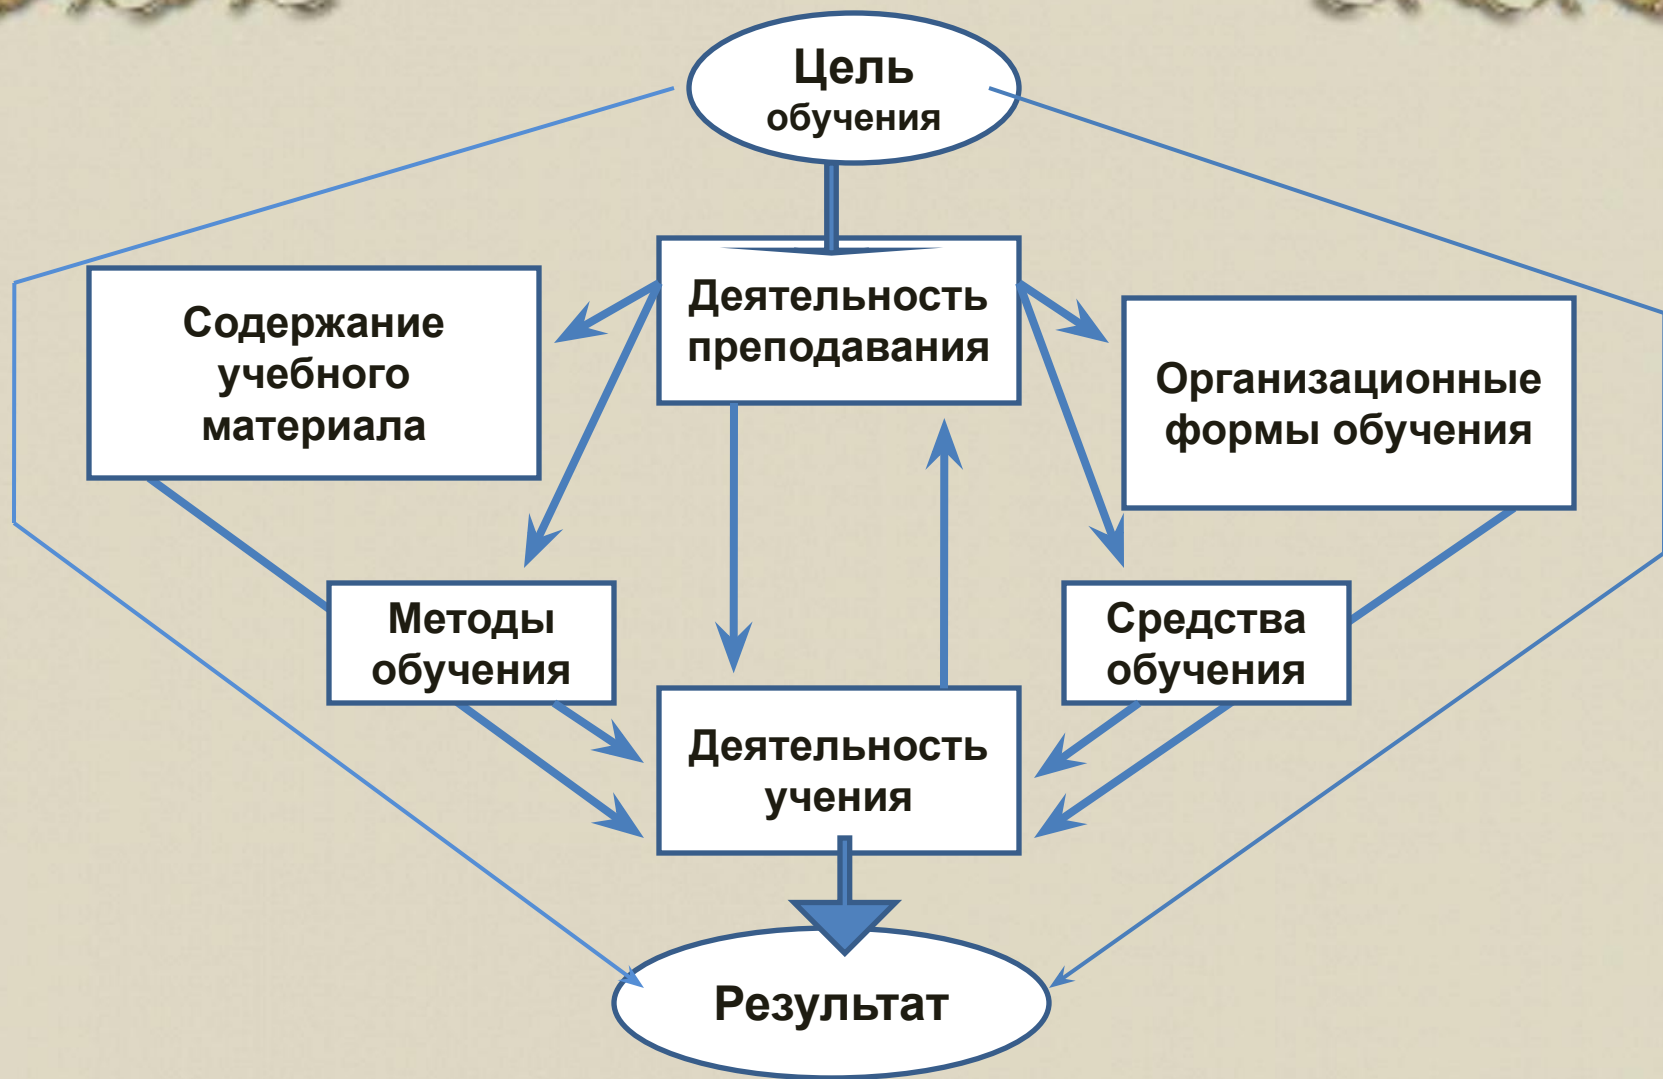 Цель
обучения
Деятельность
преподавания
Содержание
учебного
материала
Организационные
формы обучения
Методы
обучения
Средства
обучения
Деятельность
учения
Результат